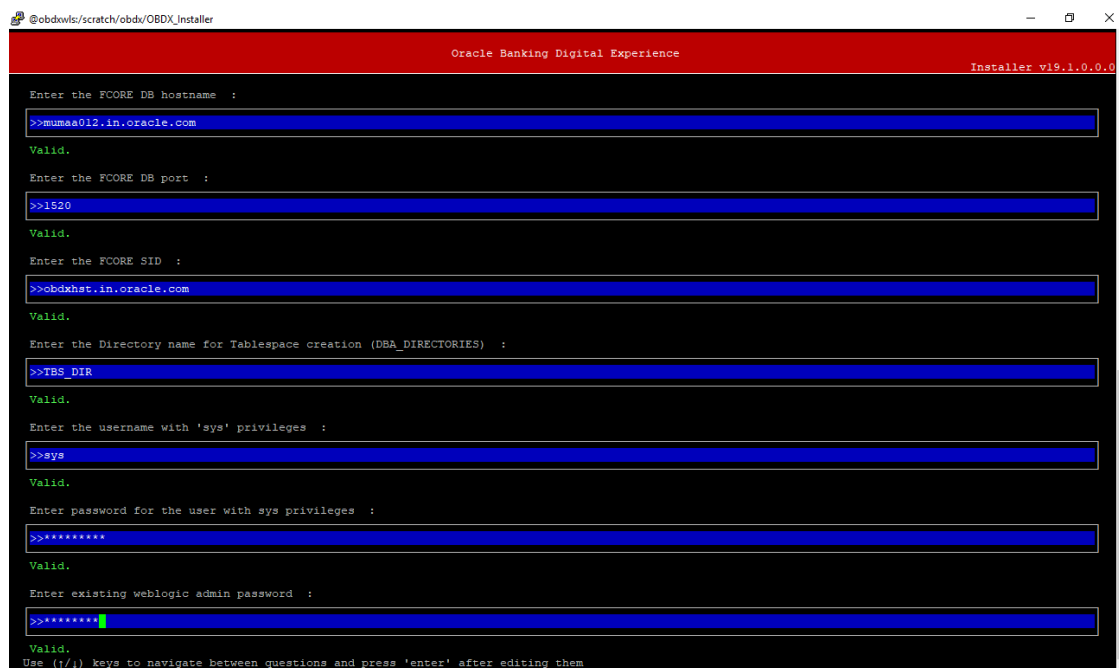 @obdxwls:/scratch/obdx/OBDX_Installer
Oracle Banking Digital Experience
Installer v19.1.0.0.0
Enter the FCORE DB hostname  :
>>mumaa012.in.oracle.com
Valid.
Enter the FCORE DB port  :
>>1520
Valid.
Enter the FCORE SID  :
>>obdxhst.in.oracle.com
Valid.
Enter the Directory name for Tablespace creation (DBA_DIRECTORIES)  :
>>TBS_DIR
Valid.
Enter the username with 'sys' privileges  :
>>sys
Valid.
Enter password for the user with sys privileges  :
>>*********
Valid.
Enter existing weblogic admin password  :
>>********
Valid.
Use (↑/↓) keys to navigate between questions and press 'enter' after editing them